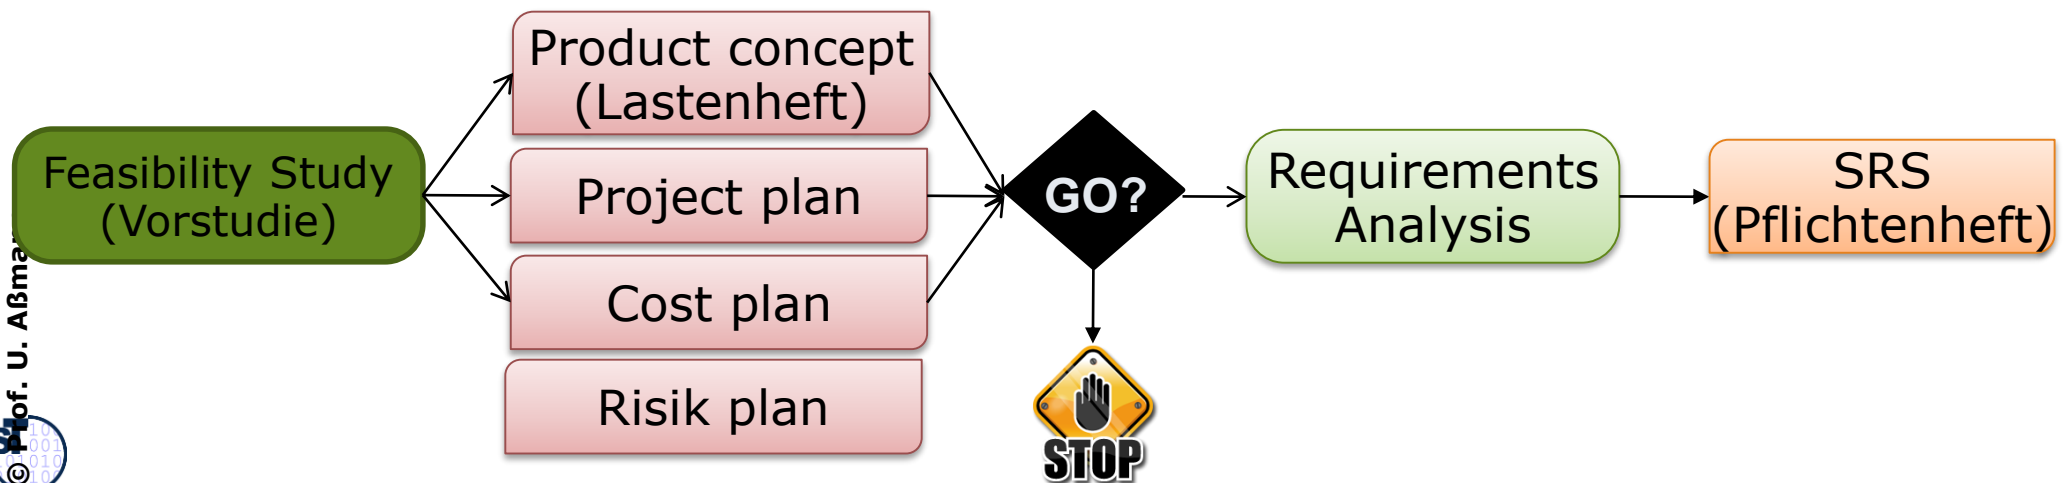 Product concept
(Lastenheft)
Feasibility Study
(Vorstudie)
Project plan
Cost plan
Risik plan
GO?
STOP
Requirements
Analysis
SRS
(Pflichtenheft)
© Prof. U. Aßma